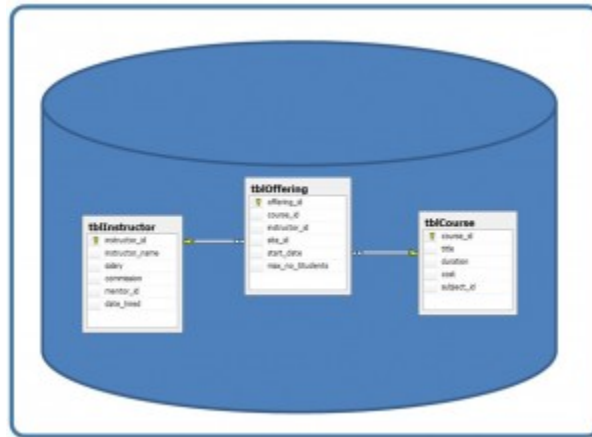 tblInstructor
instructor_id
instructor_name
salary
commission
mentor_id
date_hired
tblOffering
offering_id
course_id
instructor_id
site_id
start_date
max_no_Students
tblCourse
course_id
title
duration
cost
subject_id